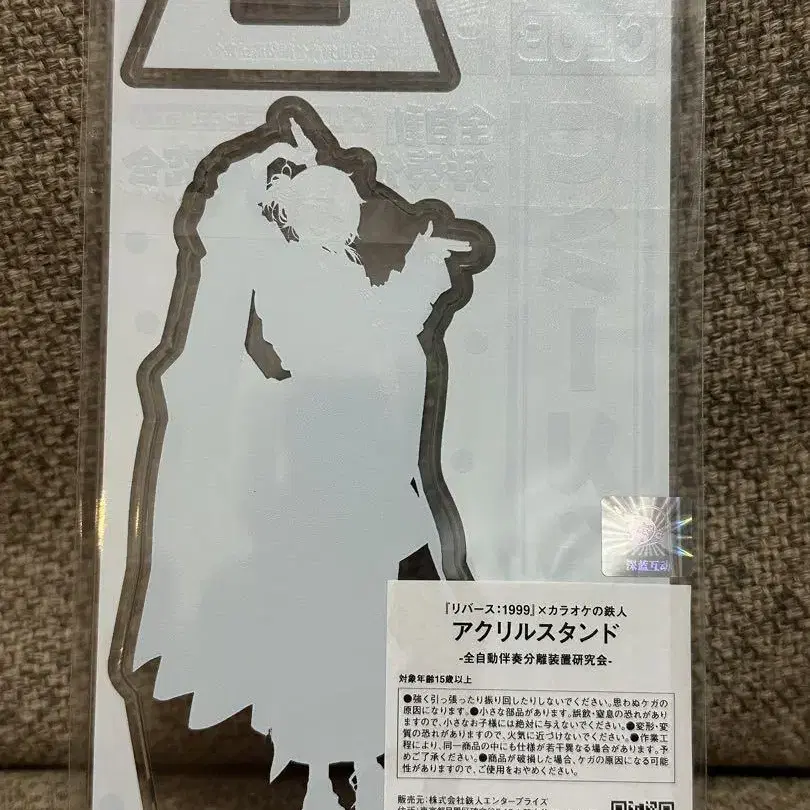 深藍互动
『リバース：1999』×カラオケの鉄人
アクリルスタンド
-全自動伴奏分離装置研究会-
対象年齢15歳以上
●強く引っ張ったり振り回したりしないでください。思わぬケガの
原因になります。●小さな部品があります。誤飲・窒息の恐れがあり
ますので、小さなお子様には絶対に与えないでください。●変形・変
質の恐れがありますので、火気に近づけないでください。●作業工
程により、同一商品の中にも仕様が若干異なる場合があります。予
めご了承ください。●商品が破損した場合、ケガの原因になる可能
性がありますので、ご使用をおやめください。
販売元：株式会社鉄人エンタープライズ